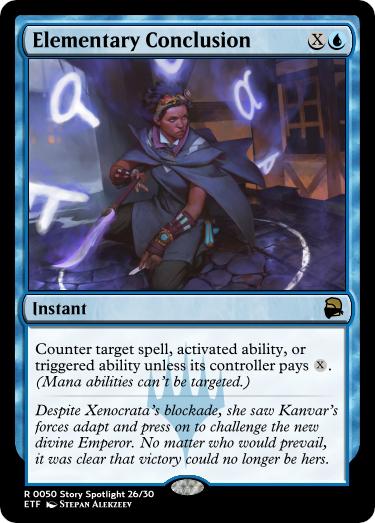 Elementary Conclusion X
Instant
Counter target spell, activated ability, or
triggered ability unless its controller pays X.
(Mana abilities can't be targeted.)
Despite Xenocrata's blockade, she saw Kanvar's
forces adapt and press on to challenge the new
divine Emperor. No matter who would prevail,
it was clear that victory could no longer be hers.
R 0050 Story Spotlight 26/30
ETF Stepan Alekzeev